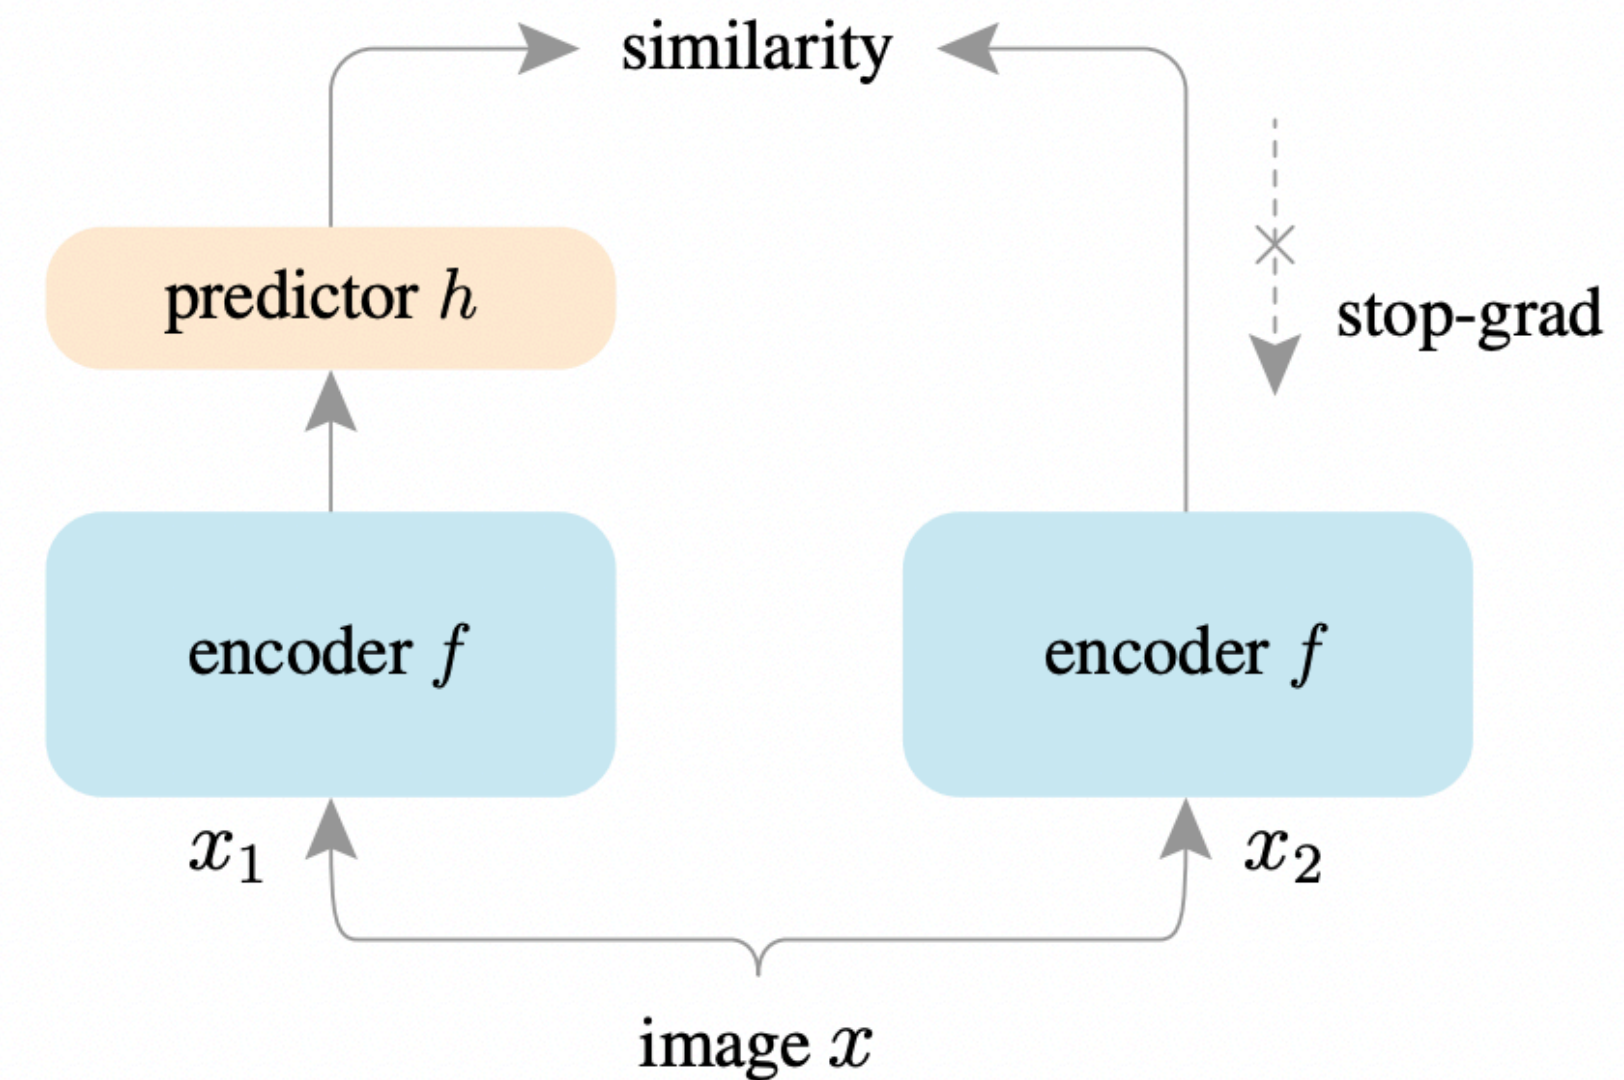 similarity
predictor h
stop-grad
encoder f
encoder f
x₁
x₂
image x